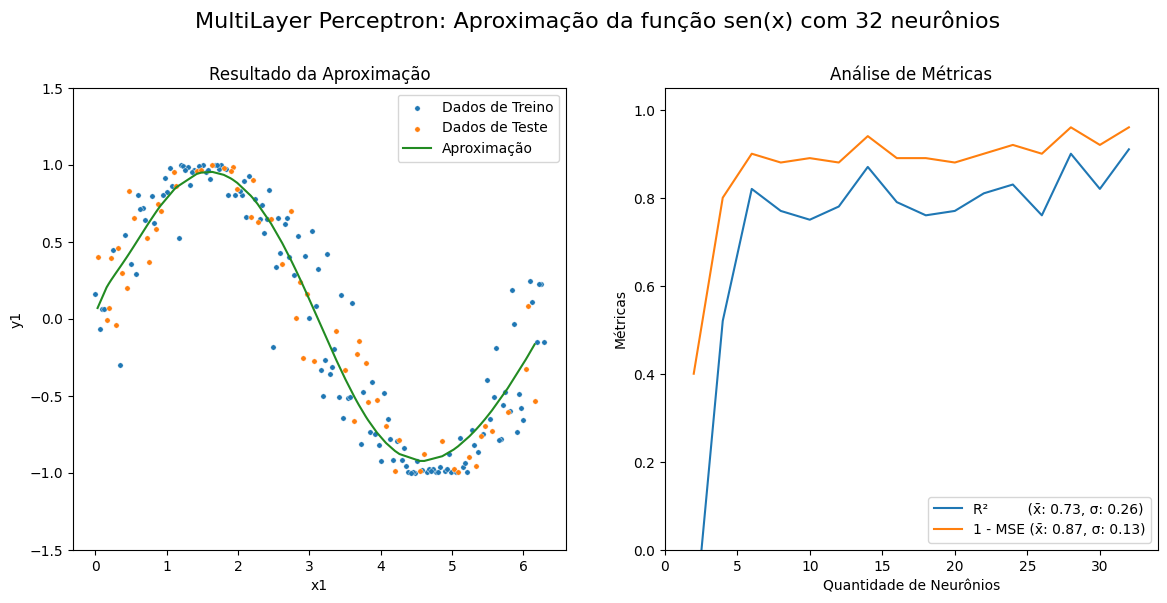 MultiLayer Perceptron: Aproximação da função sen(x) com 32 neurônios
Resultado da Aproximação
1.5
1.0
0.5
0.0
−0.5
−1.0
−1.5
y1
Dados de Treino
Dados de Teste
Aproximação
0 1 2 3 4 5 6
x1
Análise de Métricas
1.0
0.8
0.6
0.4
0.2
0.0
Métricas
R² (x̄: 0.73, σ: 0.26)
1 - MSE (x̄: 0.87, σ: 0.13)
0 5 10 15 20 25 30
Quantidade de Neurônios